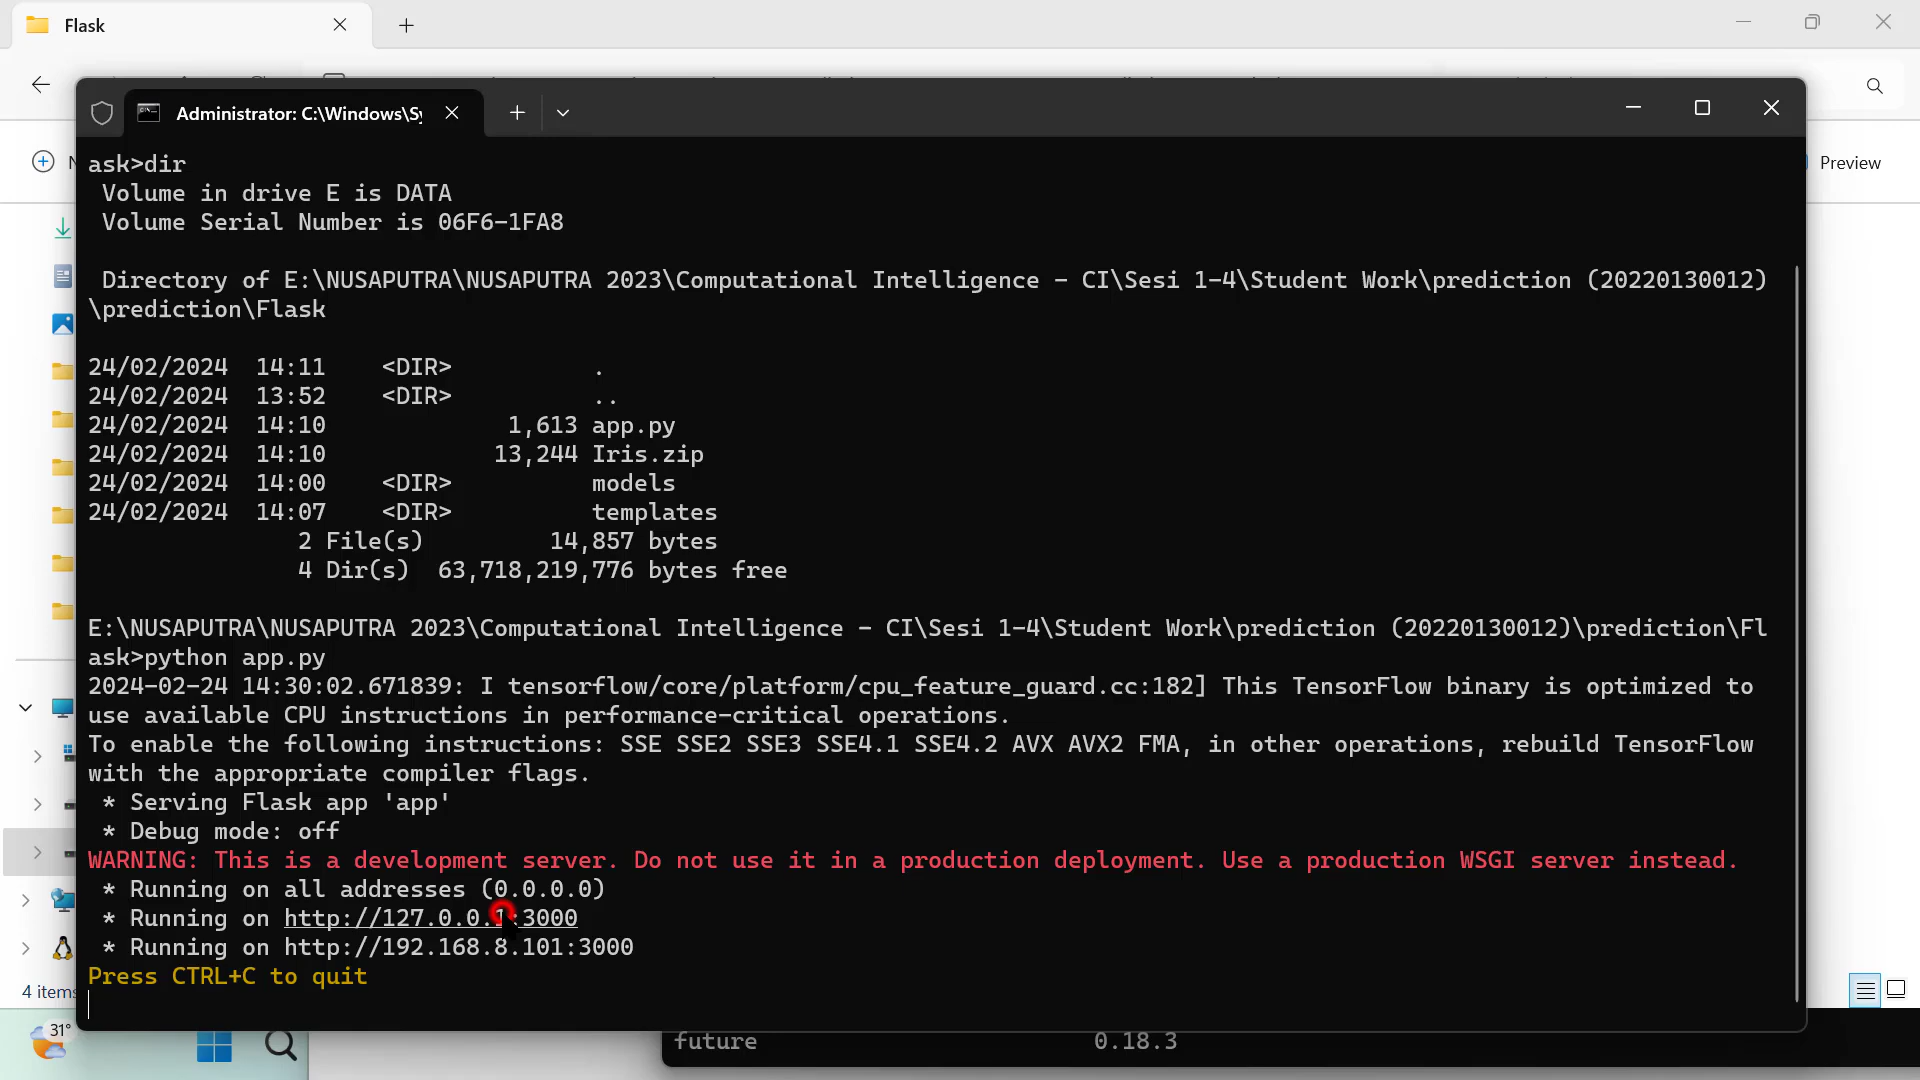 Flask
Administrator: C:\Windows\Sy
Preview
ask>dir
Volume in drive E is DATA
Volume Serial Number is 06F6-1FA8
Directory of E:\NUSAPUTRA\NUSAPUTRA 2023\Computational Intelligence - CI\Sesi 1-4\Student Work\prediction (20220130012)
\prediction\Flask
24/02/2024  14:11    <DIR>          .
24/02/2024  13:52    <DIR>          ..
24/02/2024  14:10             1,613 app.py
24/02/2024  14:10            13,244 Iris.zip
24/02/2024  14:00    <DIR>          models
24/02/2024  14:07    <DIR>          templates
2 File(s)         14,857 bytes
4 Dir(s)  63,718,219,776 bytes free
E:\NUSAPUTRA\NUSAPUTRA 2023\Computational Intelligence - CI\Sesi 1-4\Student Work\prediction (20220130012)\prediction\Fl
ask>python app.py
2024-02-24 14:30:02.671839: I tensorflow/core/platform/cpu_feature_guard.cc:182] This TensorFlow binary is optimized to
use available CPU instructions in performance-critical operations.
To enable the following instructions: SSE SSE2 SSE3 SSE4.1 SSE4.2 AVX AVX2 FMA, in other operations, rebuild TensorFlow
with the appropriate compiler flags.
* Serving Flask app 'app'
* Debug mode: off
WARNING: This is a development server. Do not use it in a production deployment. Use a production WSGI server instead.
* Running on all addresses (0.0.0.0)
* Running on http://127.0.0.1:3000
* Running on http://192.168.8.101:3000
Press CTRL+C to quit
4 items
31°
future 0.18.3